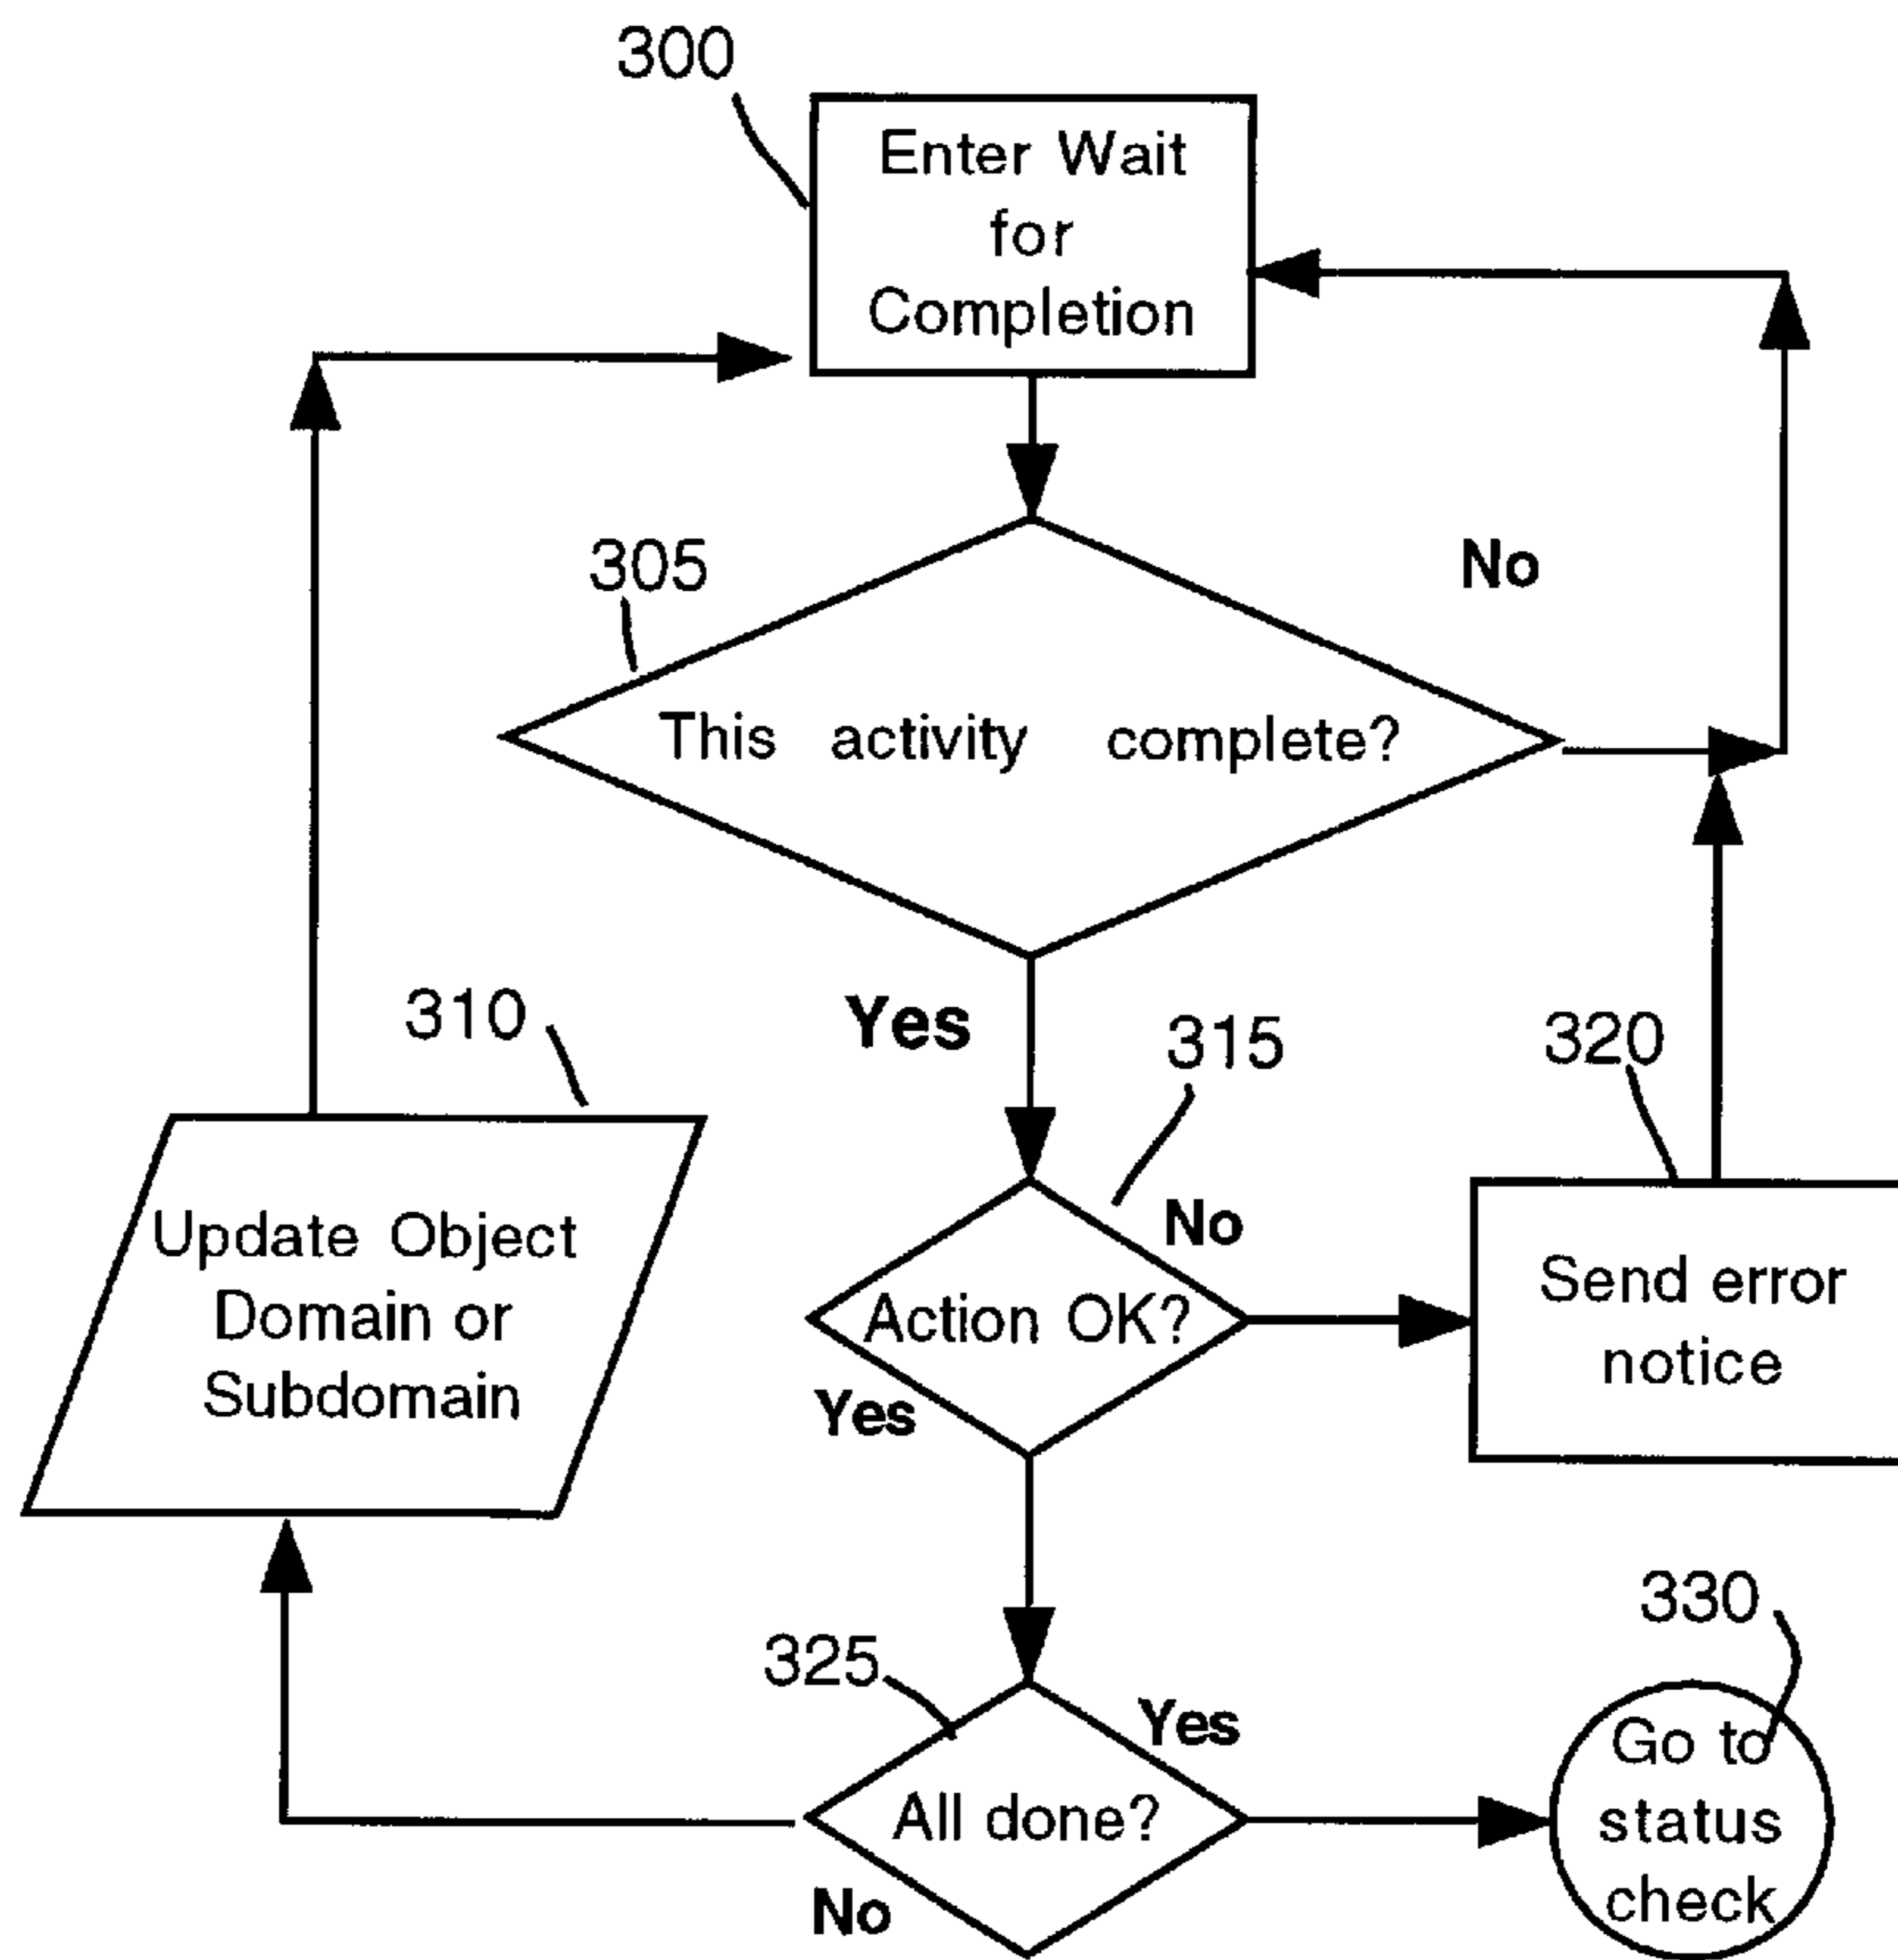 300
Enter Wait
for
Completion
305
No
This activity complete?
310
Yes
315
320
Update Object
Domain or
Subdomain
No
Action OK?
Yes
Send error
notice
325
Yes
330
All done?
No
Go to
status
check